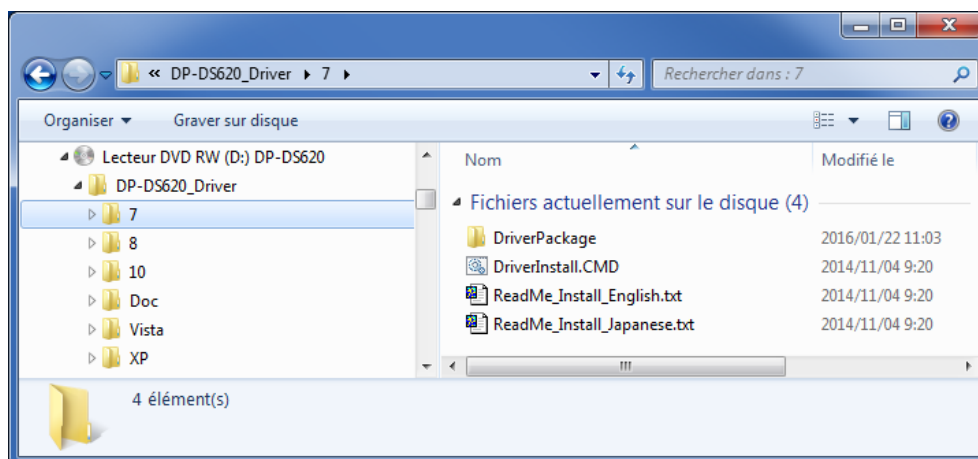 « DP-DS620_Driver 7
Rechercher dans : 7
Organiser
Graver sur disque
Lecteur DVD RW (D:) DP-DS620
DP-DS620_Driver
7
8
10
Doc
Vista
XP
Nom
Modifié le
Fichiers actuellement sur le disque (4)
DriverPackage
2016/01/22 11:03
DriverInstall.CMD
2014/11/04 9:20
ReadMe_Install_English.txt
2014/11/04 9:20
ReadMe_Install_Japanese.txt
2014/11/04 9:20
4 élément(s)